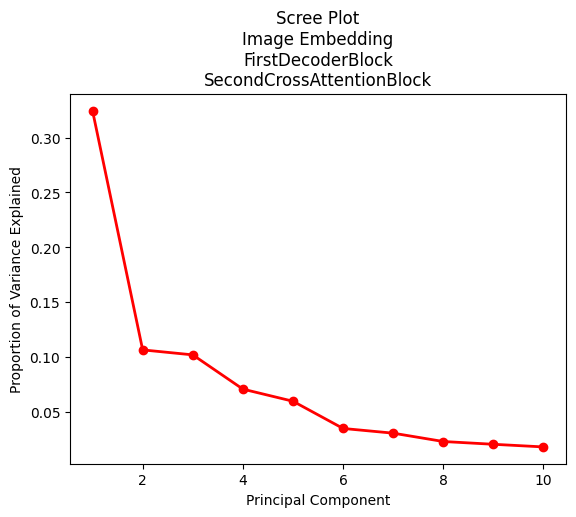 Scree Plot
Image Embedding
FirstDecoderBlock
SecondCrossAttentionBlock
Proportion of Variance Explained
0.30
0.25
0.20
0.15
0.10
0.05
2 4 6 8 10
Principal Component